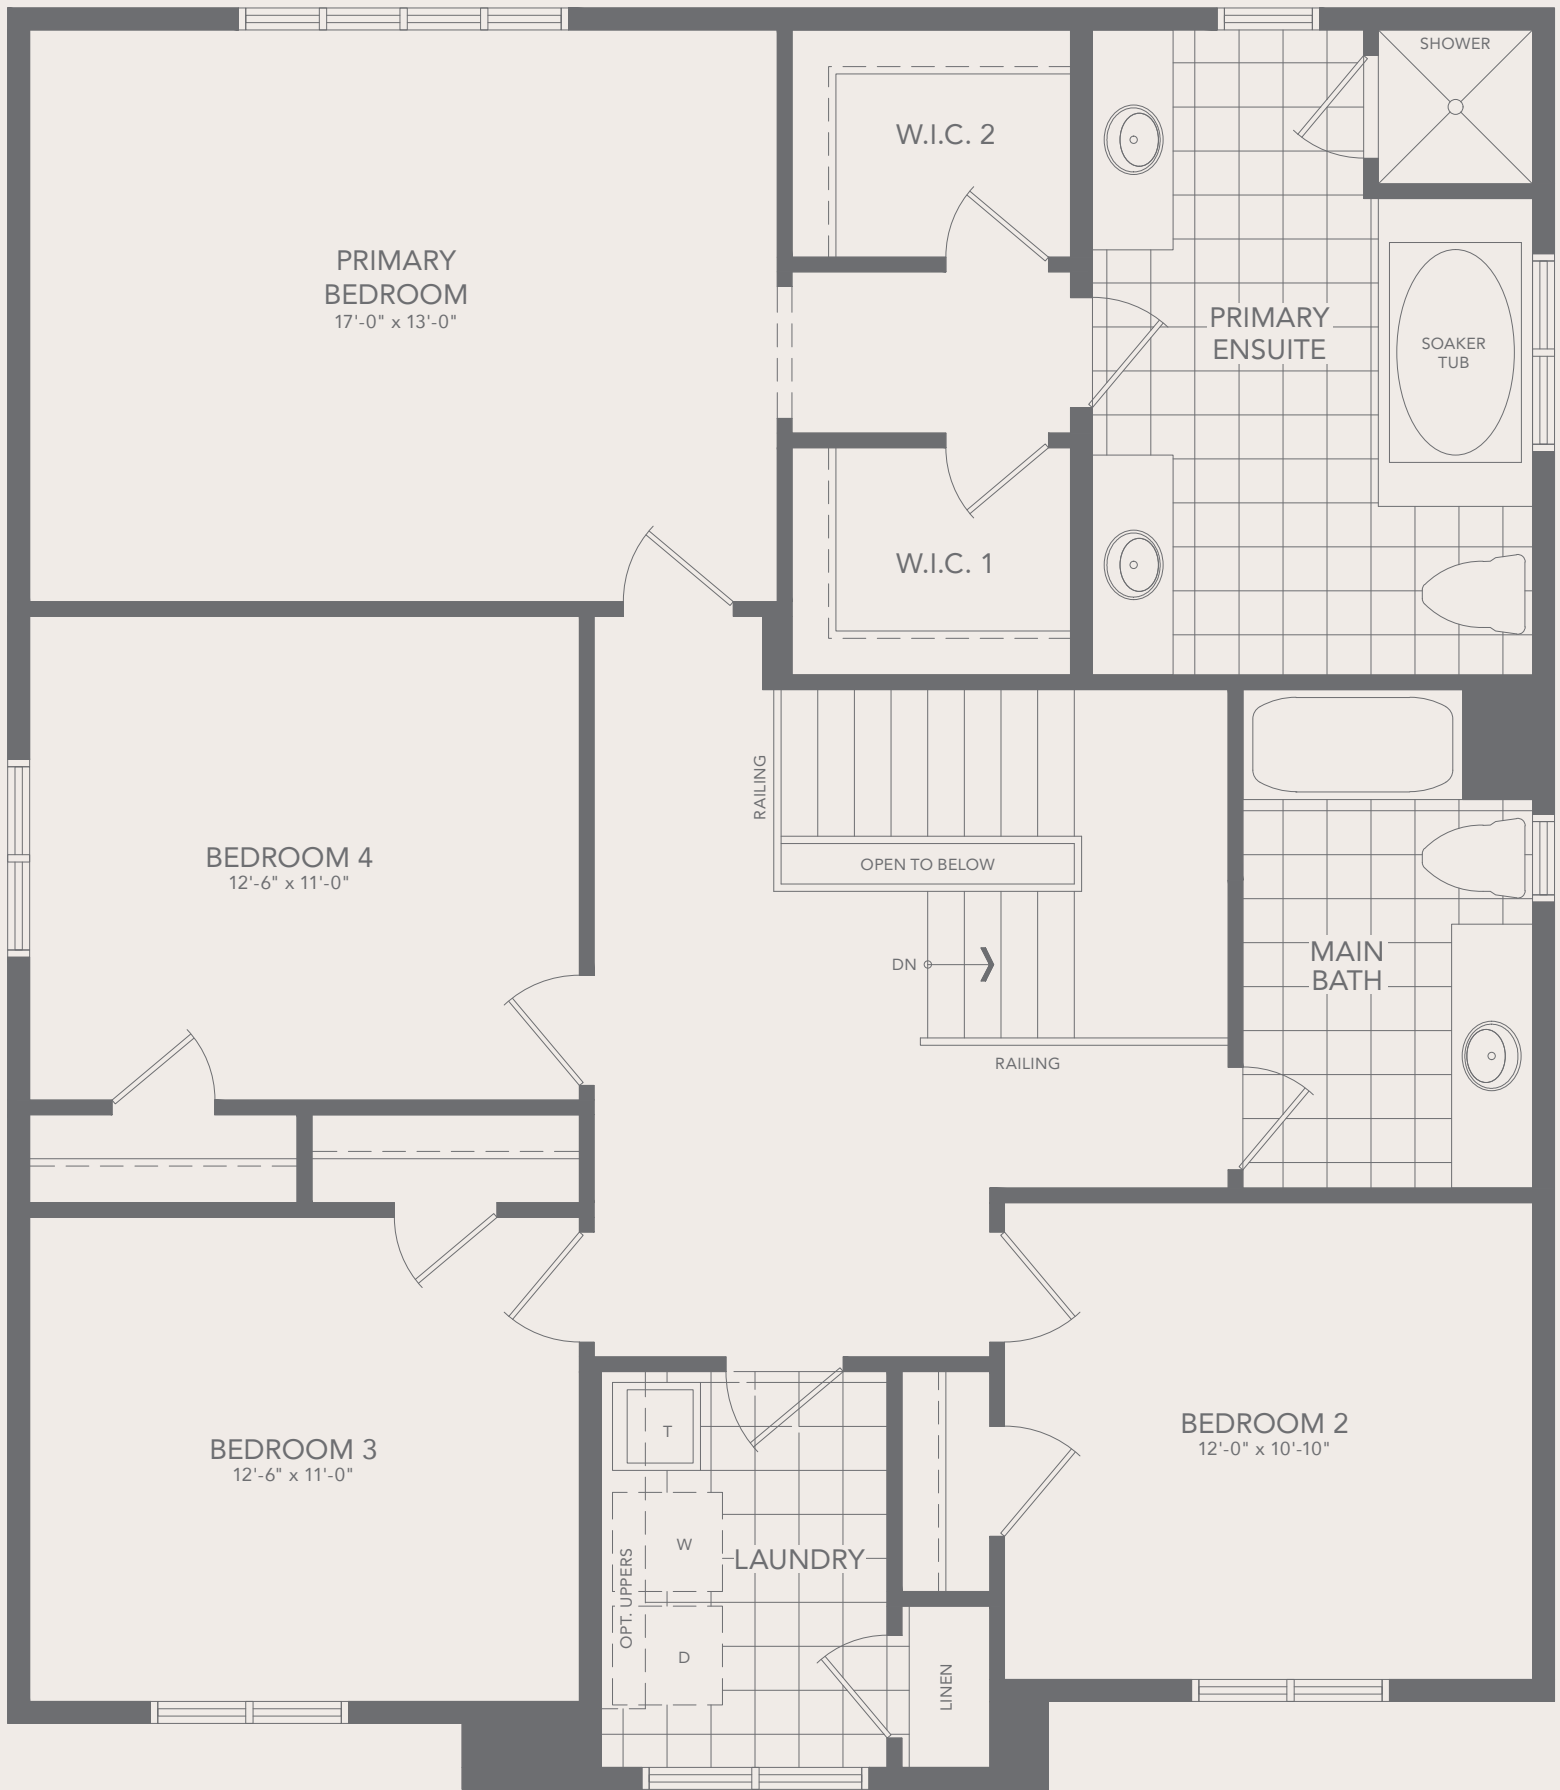 SHOWER
W.I.C. 2
PRIMARY
BEDROOM
17'-0" x 13'-0"
PRIMARY
ENSUITE
SOAKER
TUB
W.I.C. 1
RAILING
BEDROOM 4
12'-6" x 11'-0"
OPEN TO BELOW
DN
MAIN
BATH
RAILING
BEDROOM 3
12'-6" x 11'-0"
T
W
LAUNDRY
OPT. UPPERS
D
LINEN
BEDROOM 2
12'-0" x 10'-10"